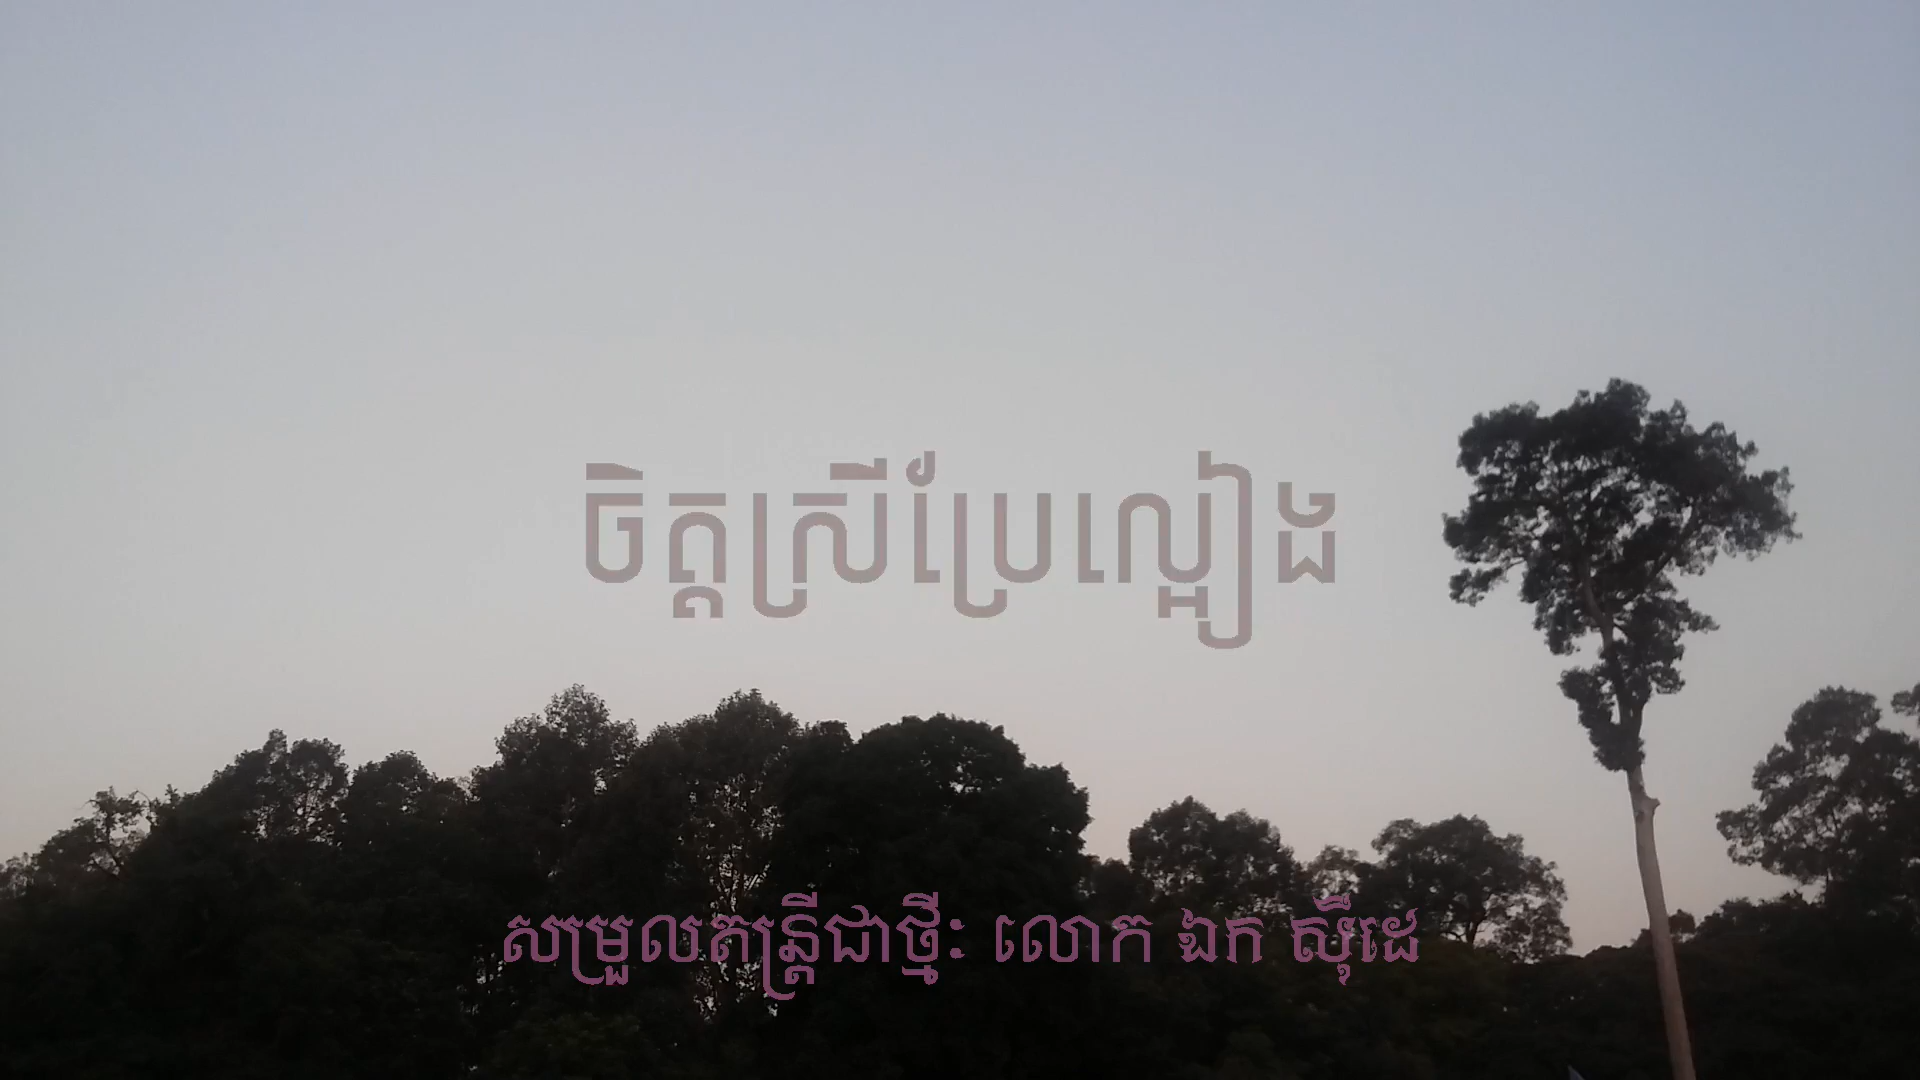 ចិត្តស្រីប្រែល្អៀង
សម្រួលតន្ត្រីជាថ្មីៈ លោក ឯក ស៊ីដេ